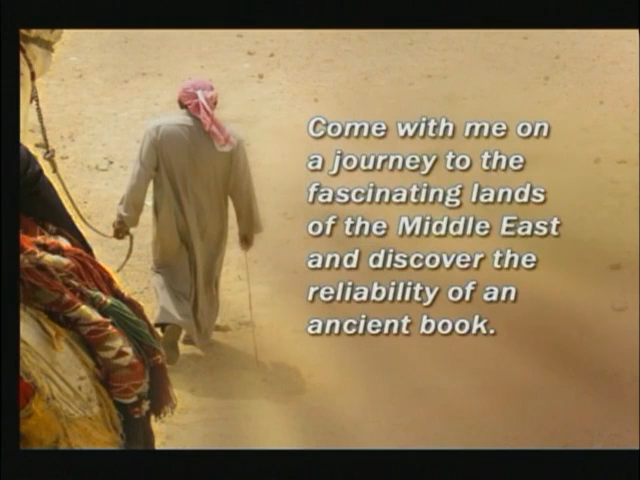 Come with me on
a journey to the
fascinating lands
of the Middle East
and discover the
reliability of an
ancient book.